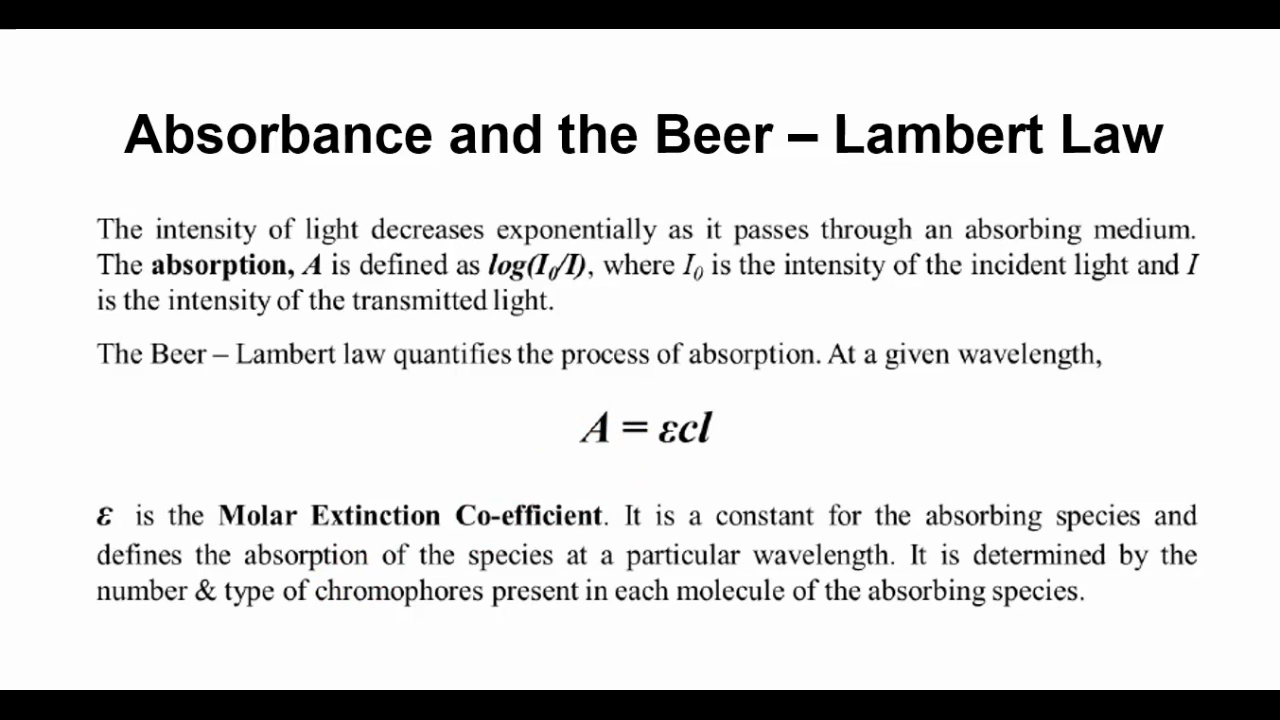 Absorbance and the Beer – Lambert Law
The intensity of light decreases exponentially as it passes through an absorbing medium.
The absorption, A is defined as log(I₀/I), where I₀ is the intensity of the incident light and I
is the intensity of the transmitted light.
The Beer – Lambert law quantifies the process of absorption. At a given wavelength,
A = εcl
ε is the Molar Extinction Co-efficient. It is a constant for the absorbing species and
defines the absorption of the species at a particular wavelength. It is determined by the
number & type of chromophores present in each molecule of the absorbing species.